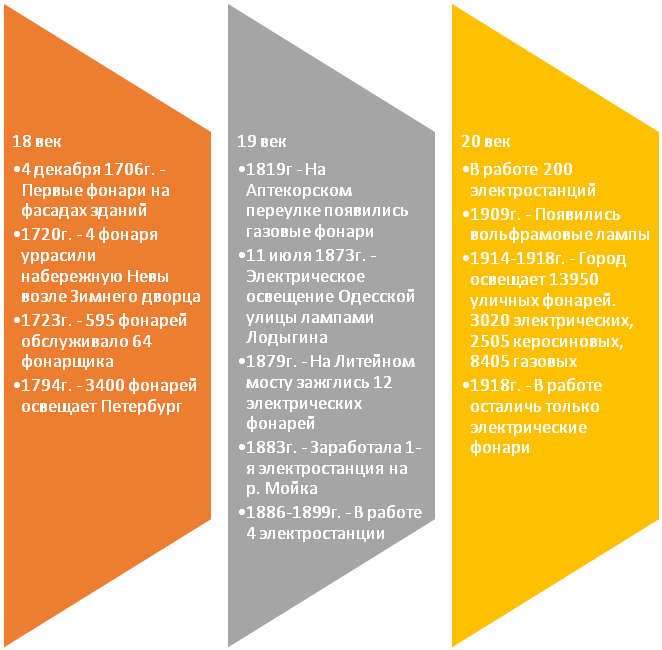 18 век
•4 декабря 1706г. -
Первые фонари на
фасадах зданий
•1720г. - 4 фонаря
уррасили
набережную Невы
возле Зимнего дворца
•1723г. - 595 фонарей
обслуживало 64
фонарщика
•1794г. - 3400 фонарей
освещает Петербург
19 век
•1819г - На
Аптекорском
переулке появились
газовые фонари
•11 июля 1873г. -
Электрическое
освещение Одесской
улицы лампами
Лодыгина
•1879г. - На Литейном
мосту зажглись 12
электрических
фонарей
•1883г. - Заработала 1-
я электростанция на
р. Мойка
•1886-1899г. - В работе
4 электростанции
20 век
•В работе 200
электростанций
•1909г. - Появились
вольфрамовые лампы
•1914-1918г. - Город
освещает 13950
уличных фонарей.
3020 электрических,
2505 керосиновых,
8405 газовых
•1918г. - В работе
осталичь только
электрические
фонари